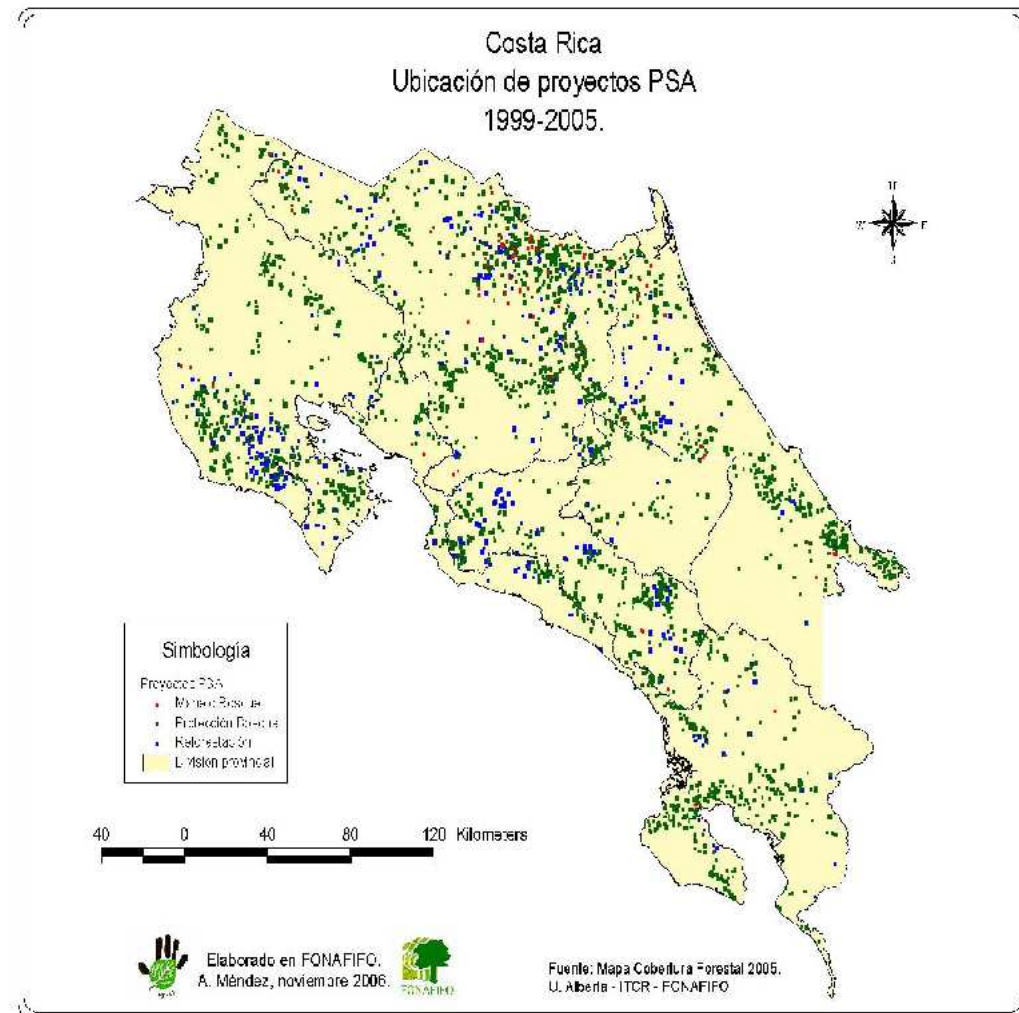 Costa Rica
Ubicación de proyectos PSA
1999-2005.
Simbología
Proyectos PSA
Manejo Bosque
Protección Bosque
Reforestación
División provincial
40 0 40 80 120 Kilometers
Elaborado en FONAFIFO.
A. Méndez, noviembre 2006.
FONAFIFO
Fuente: Mapa Cobertura Forestal 2005.
U. Alberta - ITCR - FONAFIFO